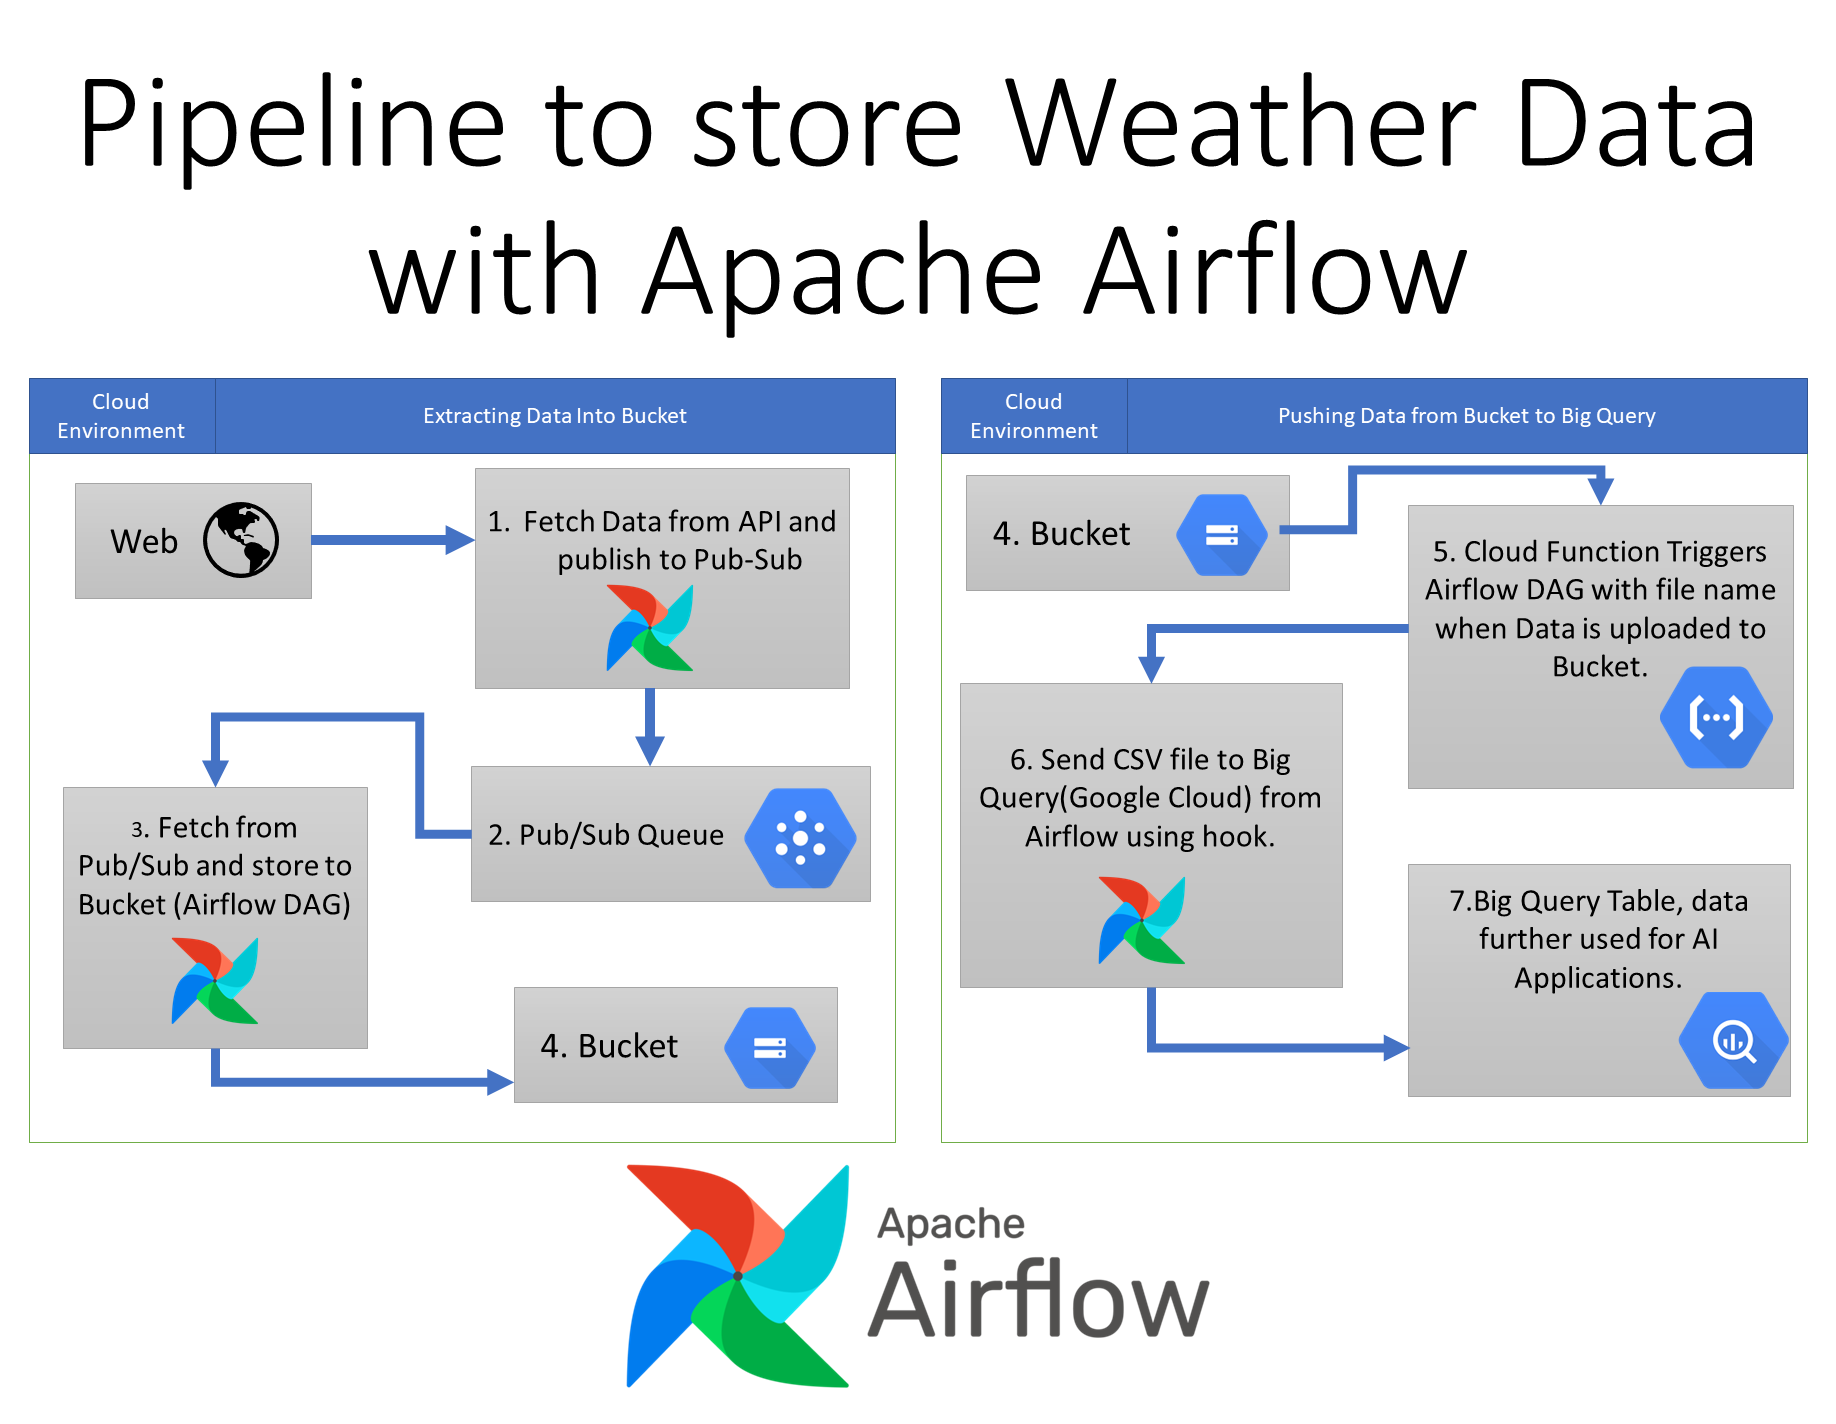 Pipeline to store Weather Data
with Apache Airflow
Cloud
Environment
Extracting Data Into Bucket
Web
1. Fetch Data from API and
publish to Pub-Sub
2. Pub/Sub Queue
3. Fetch from
Pub/Sub and store to
Bucket (Airflow DAG)
4. Bucket
Cloud
Environment
Pushing Data from Bucket to Big Query
4. Bucket
5. Cloud Function Triggers
Airflow DAG with file name
when Data is uploaded to
Bucket.
6. Send CSV file to Big
Query(Google Cloud) from
Airflow using hook.
7.Big Query Table, data
further used for AI
Applications.
Apache
Airflow